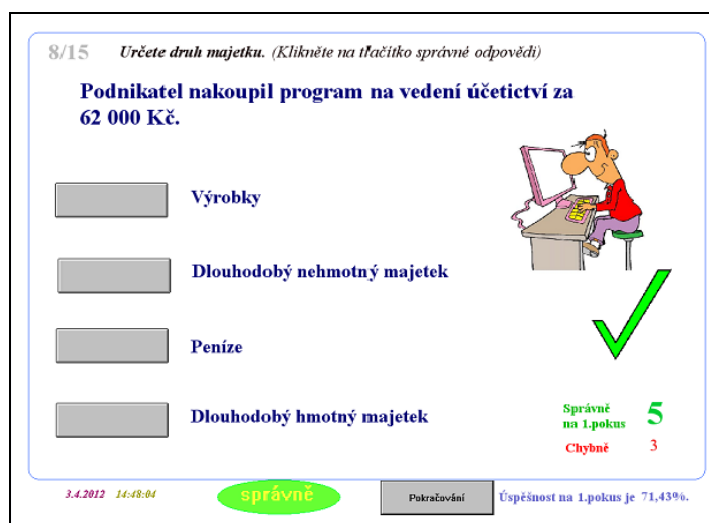 8/15 Určete druh majetku. (Klikněte na tlačítko správné odpovědi)
Podnikatel nakoupil program na vedení účetictví za
62 000 Kč.
Výrobky
Dlouhodobý nehmotný majetek
Peníze
Dlouhodobý hmotný majetek
Správně
na 1.pokus 5
Chybně 3
3.4.2012 14:48:04 správně Pokračování Úspěšnost na 1.pokus je 71,43%.